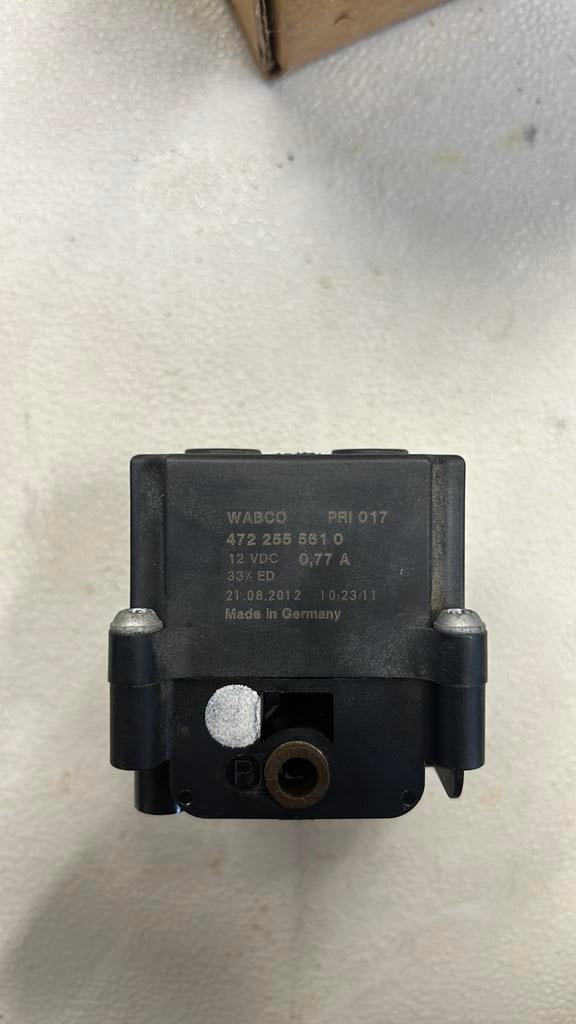 WABCO PRI 017
472 255 561 0
12 VDC 0,77 A
33% ED
21.08.2012 10:23:11
Made In Germany
P